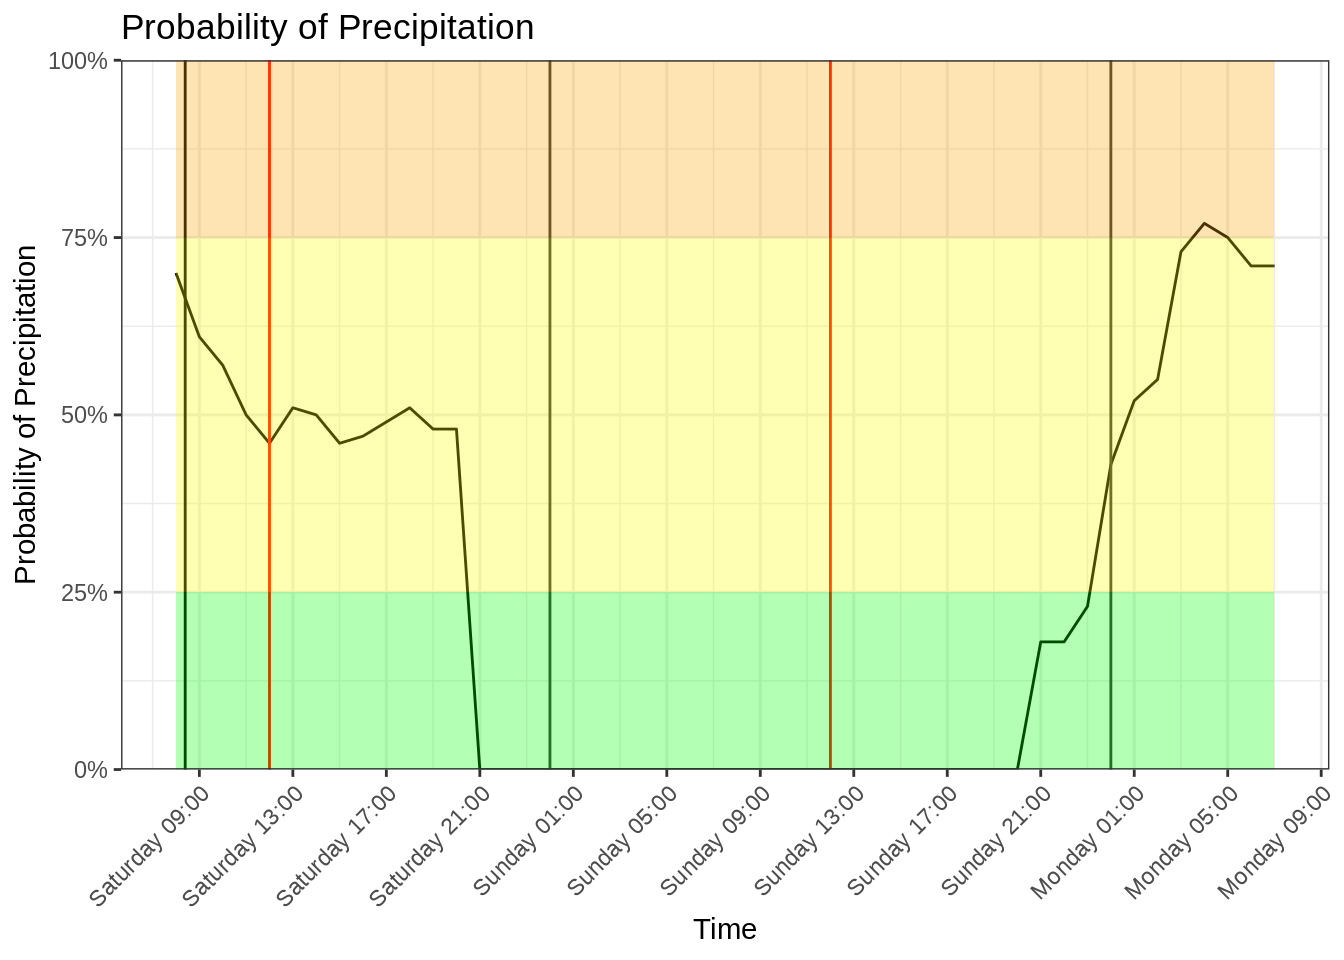 Probability of Precipitation
Probability of Precipitation
100%
75%
50%
25%
0%
Saturday 09:00
Saturday 13:00
Saturday 17:00
Saturday 21:00
Sunday 01:00
Sunday 05:00
Sunday 09:00
Sunday 13:00
Sunday 17:00
Sunday 21:00
Monday 01:00
Monday 05:00
Monday 09:00
Time